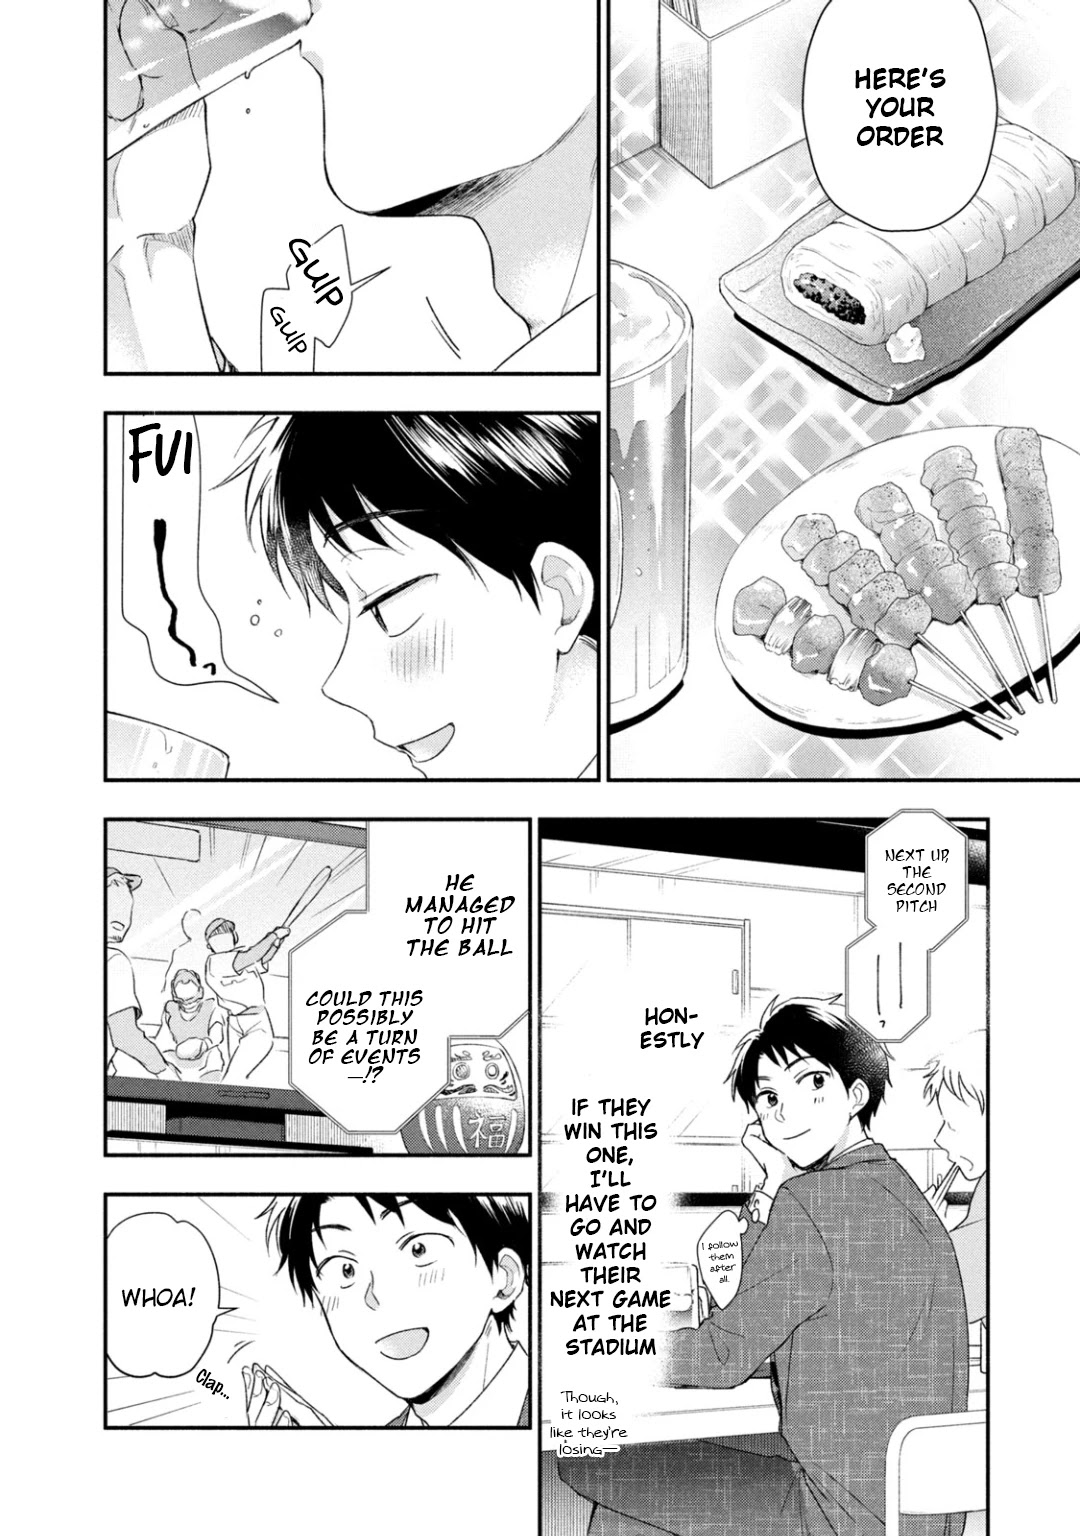 HERE'S
YOUR
ORDER
GULP
GULP
FUI
NEXT UP,
THE
SECOND
PITCH
HON-
ESTLY
IF THEY
WIN THIS
ONE,
I'LL
HAVE TO
GO AND
WATCH
THEIR
NEXT GAME
AT THE
STADIUM
I follow
them
after
all.
Though,
it looks
like they're
losing—
HE
MANAGED
TO HIT
THE BALL
COULD THIS
POSSIBLY
BE A TURN
OF EVENTS
—!?
福
WHOA!
Clap...